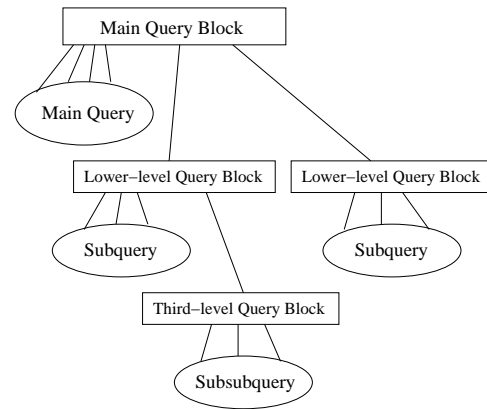 Main Query Block
Main Query
Lower−level Query Block
Lower−level Query Block
Subquery
Subquery
Third−level Query Block
Subsubquery